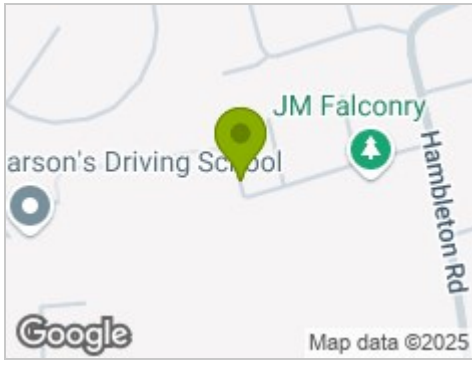 JM Falconry
arson's Driving School
Hambleton Rd
Google
Map data ©2025